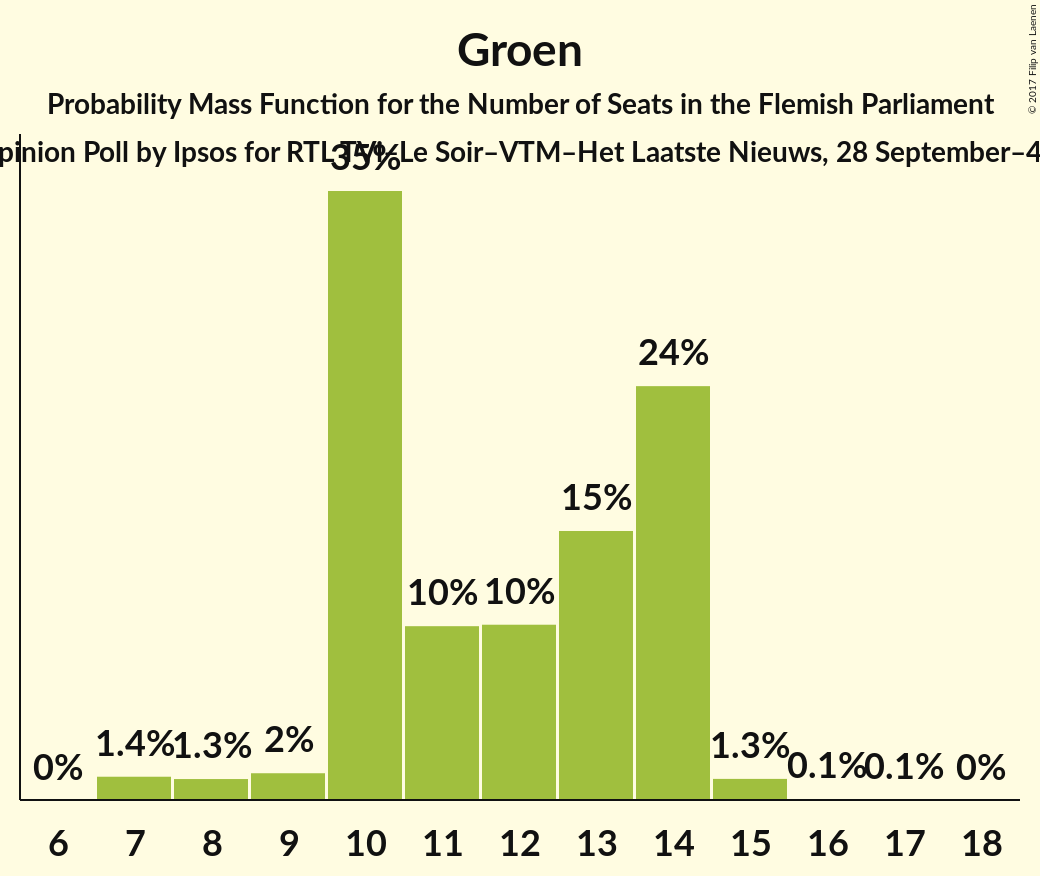 Groen
Probability Mass Function for the Number of Seats in the Flemish Parliament
pinion Poll by Ipsos for RTL TVi–Le Soir–VTM–Het Laatste Nieuws, 28 September–4
© 2017 Filip van Laenen
35%
24%
15%
10% 10%
1.4% 1.3% 2% 1.3%
0% 0.1% 0.1% 0%
6 7 8 9 10 11 12 13 14 15 16 17 18